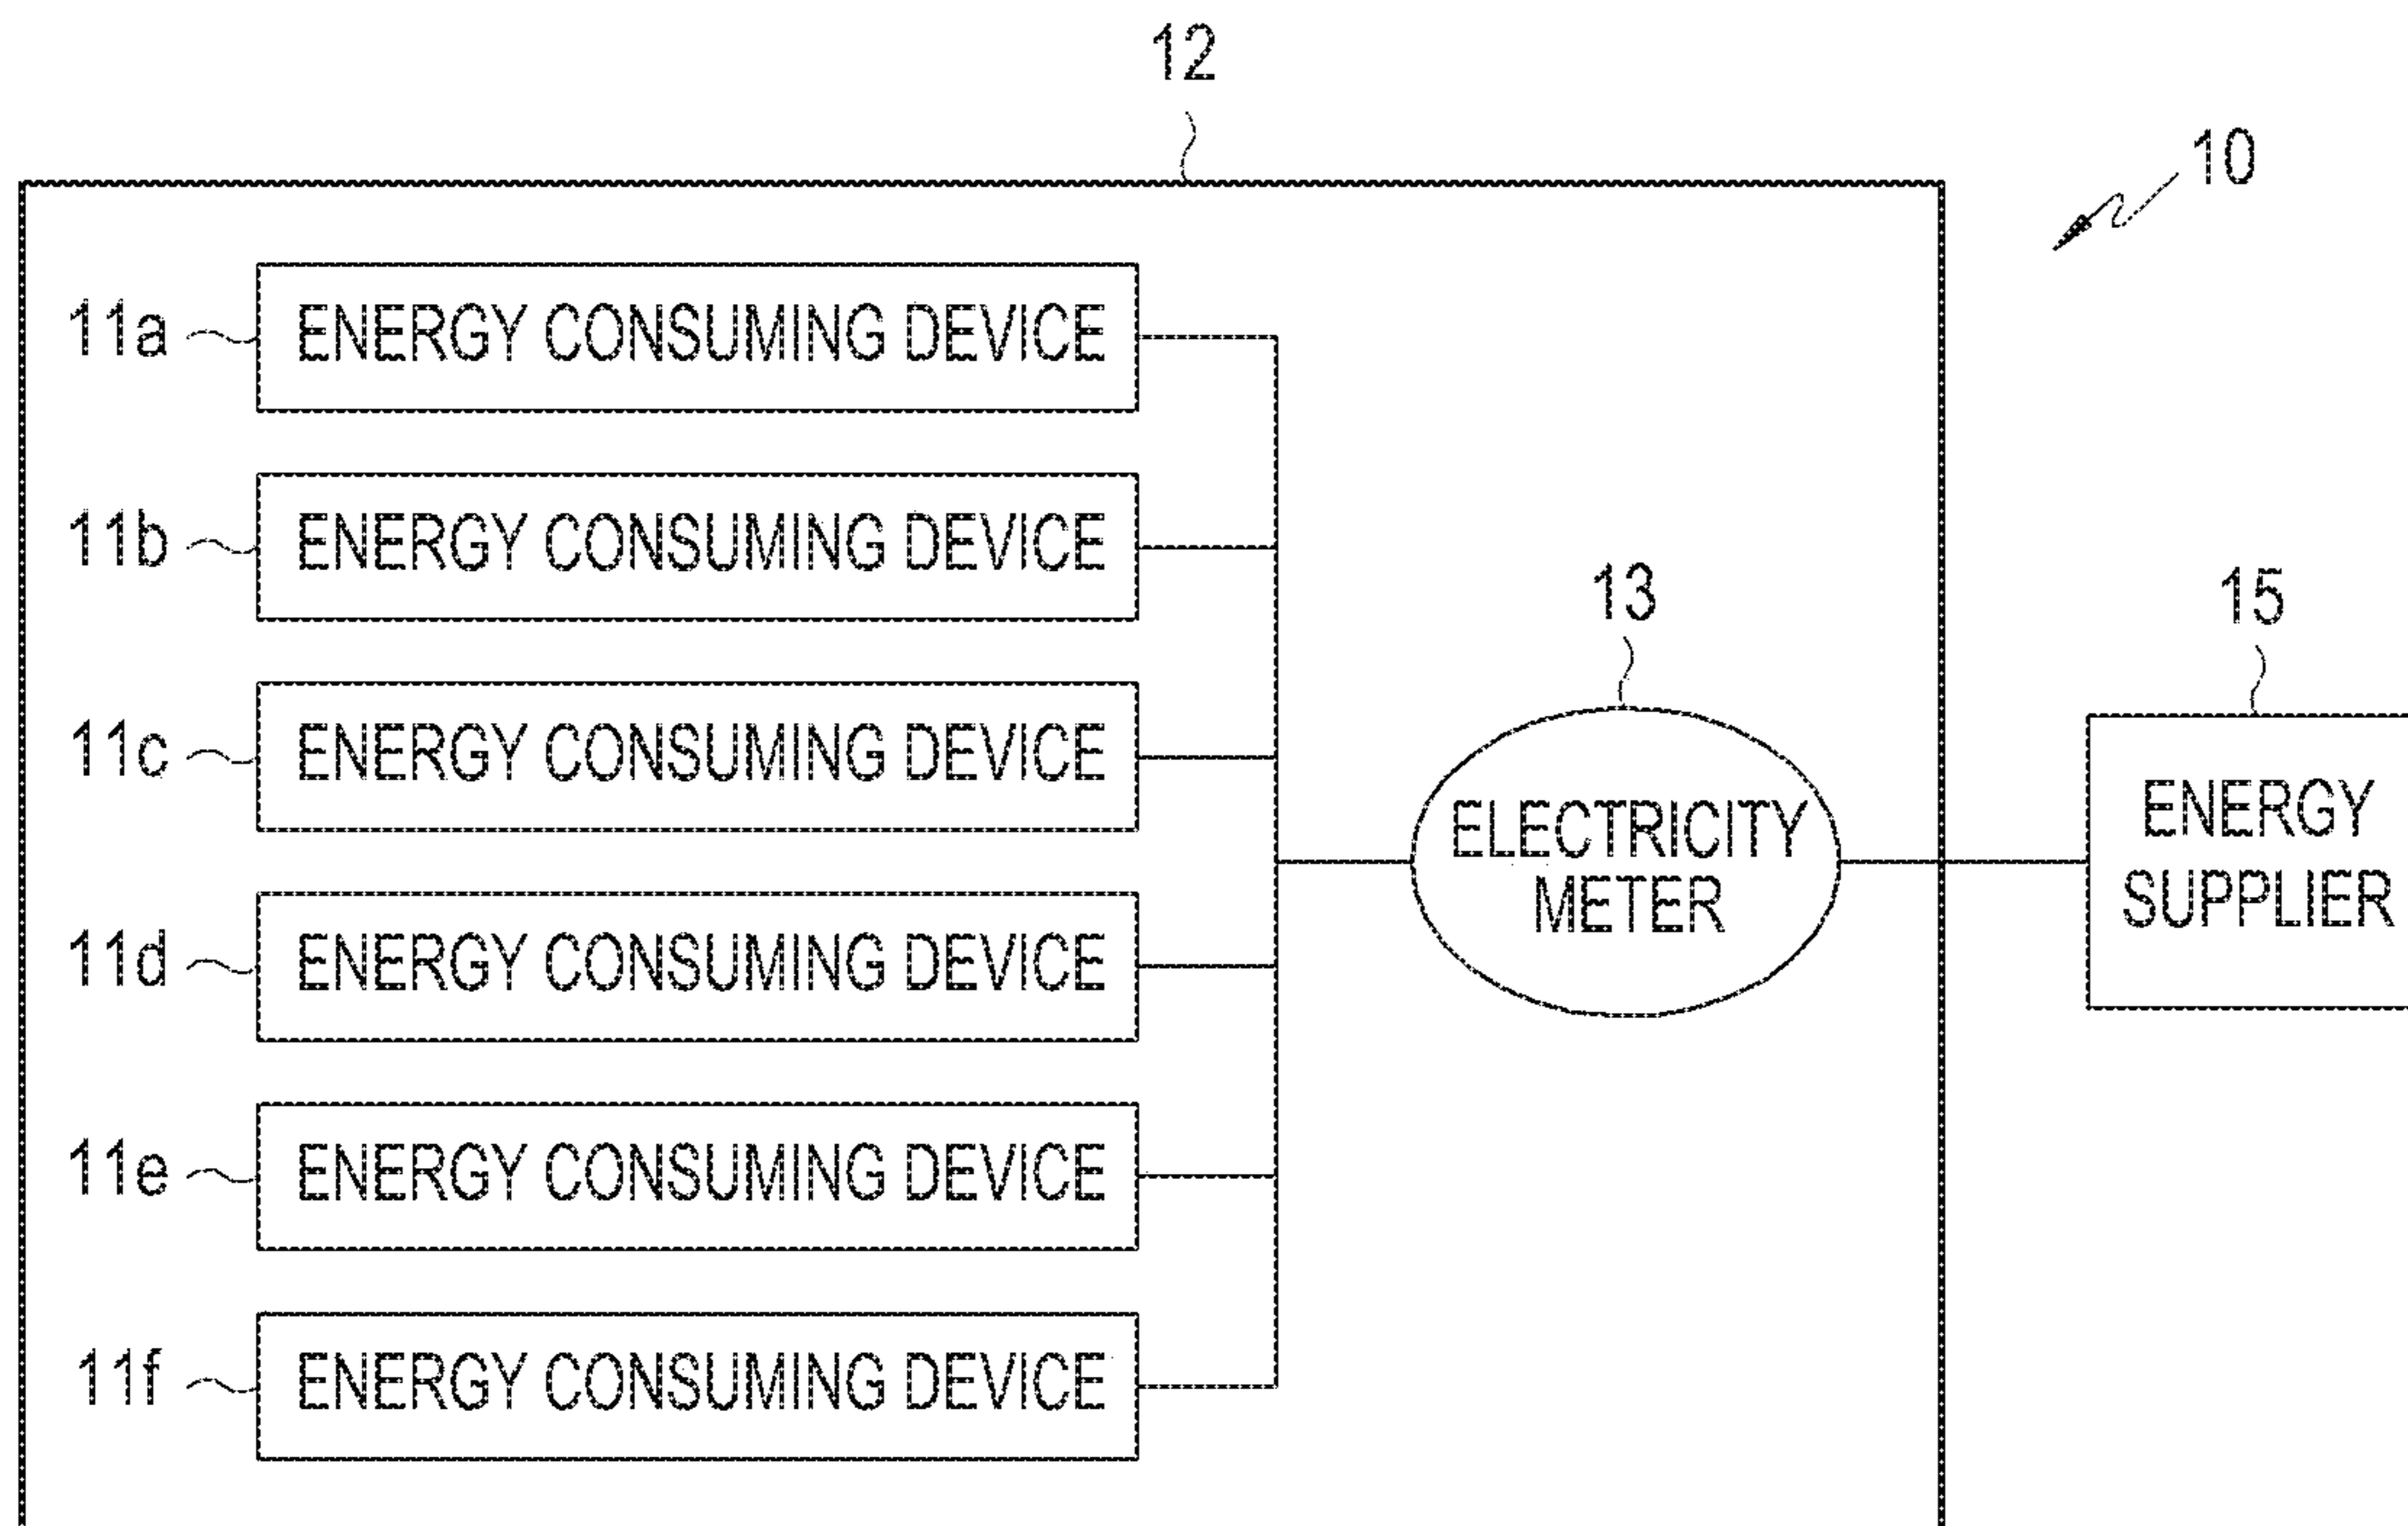 12
10
11a ENERGY CONSUMING DEVICE
11b ENERGY CONSUMING DEVICE
13
15
11c ENERGY CONSUMING DEVICE
ELECTRICITY
METER
ENERGY
SUPPLIER
11d ENERGY CONSUMING DEVICE
11e ENERGY CONSUMING DEVICE
11f ENERGY CONSUMING DEVICE